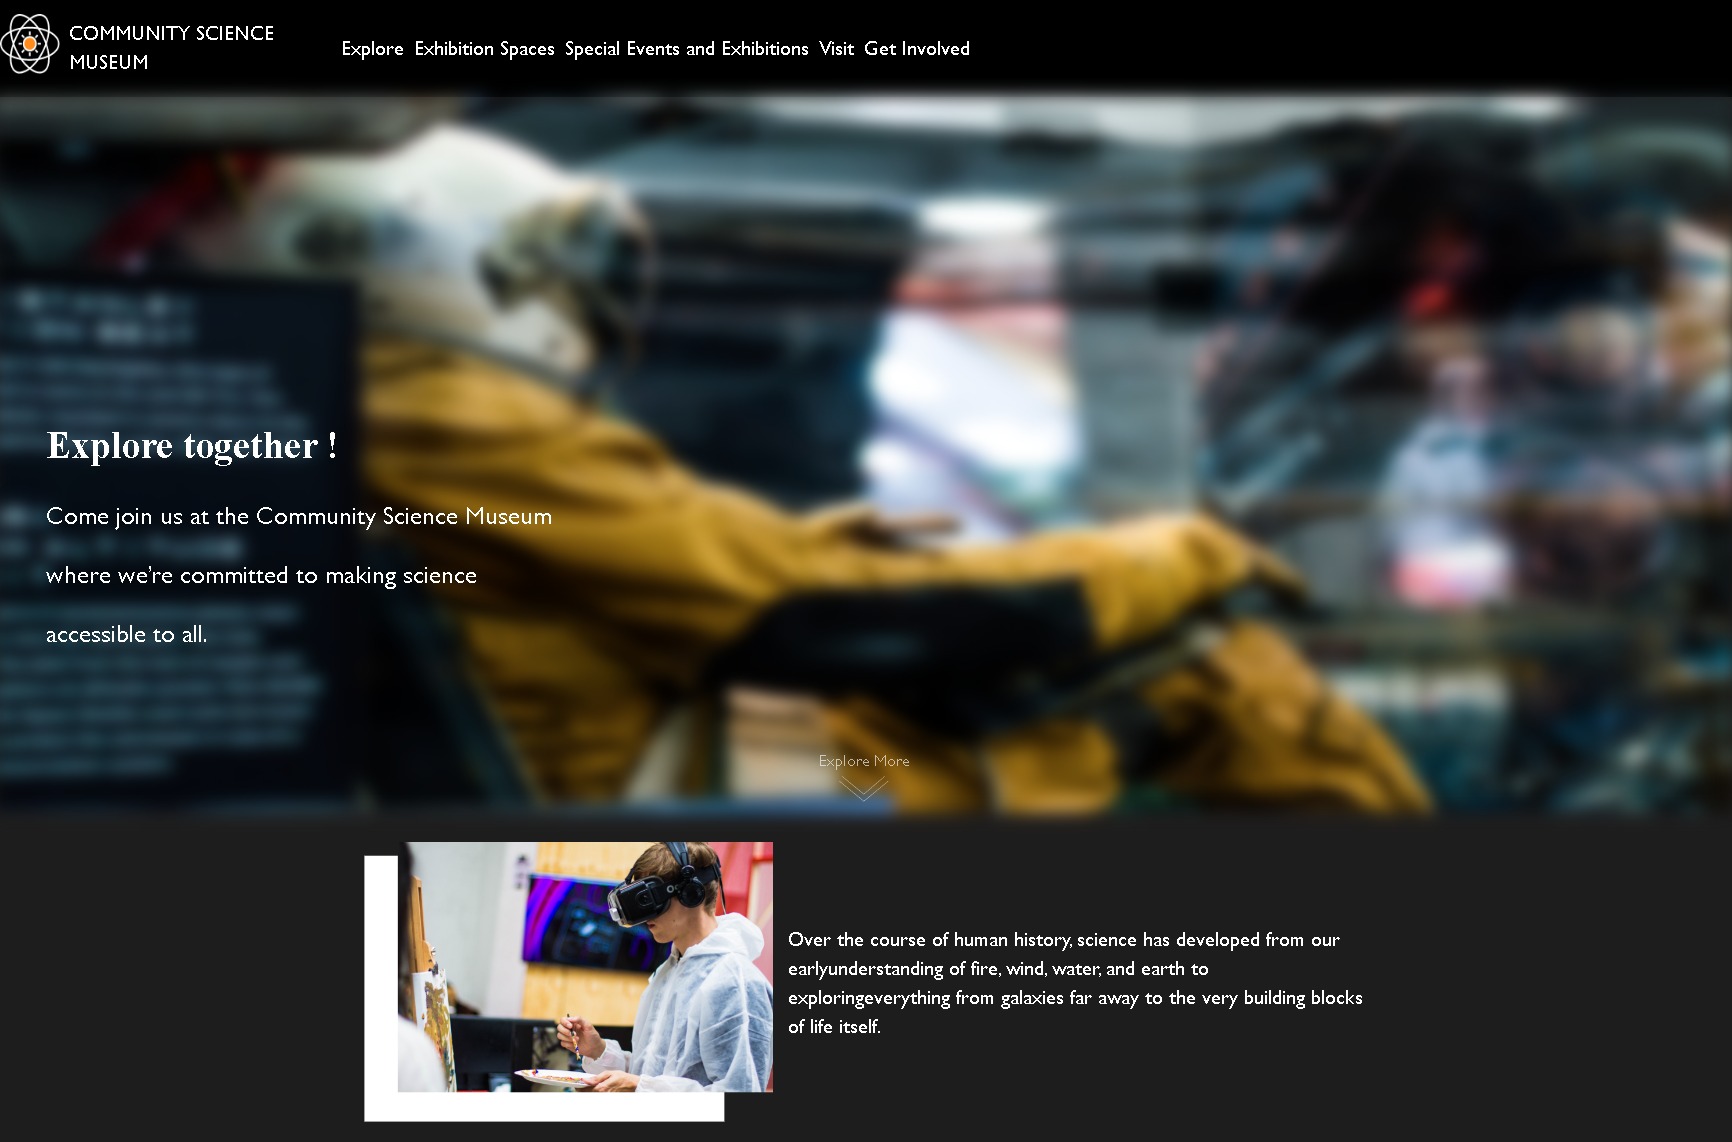 COMMUNITY SCIENCE
MUSEUM
Explore Exhibition Spaces Special Events and Exhibitions Visit Get Involved
Explore together !
Come join us at the Community Science Museum
where we’re committed to making science
accessible to all.
Explore More
Over the course of human history, science has developed from our
earlyunderstanding of fire, wind, water, and earth to
exploringeverything from galaxies far away to the very building blocks
of life itself.